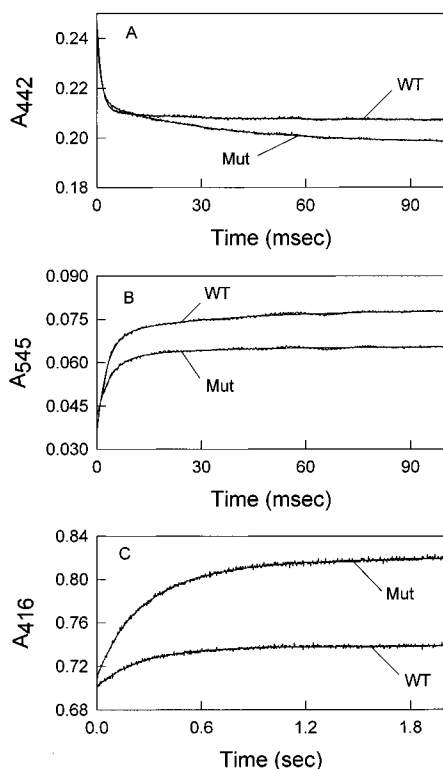 A
0.24
0.22
0.20
0.18
A442
WT
Mut
0 30 60 90
Time (msec)
B
0.090
0.075
0.060
0.045
0.030
A545
WT
Mut
0 30 60 90
Time (msec)
C
0.84
0.80
0.76
0.72
0.68
A416
Mut
WT
0.0 0.6 1.2 1.8
Time (sec)